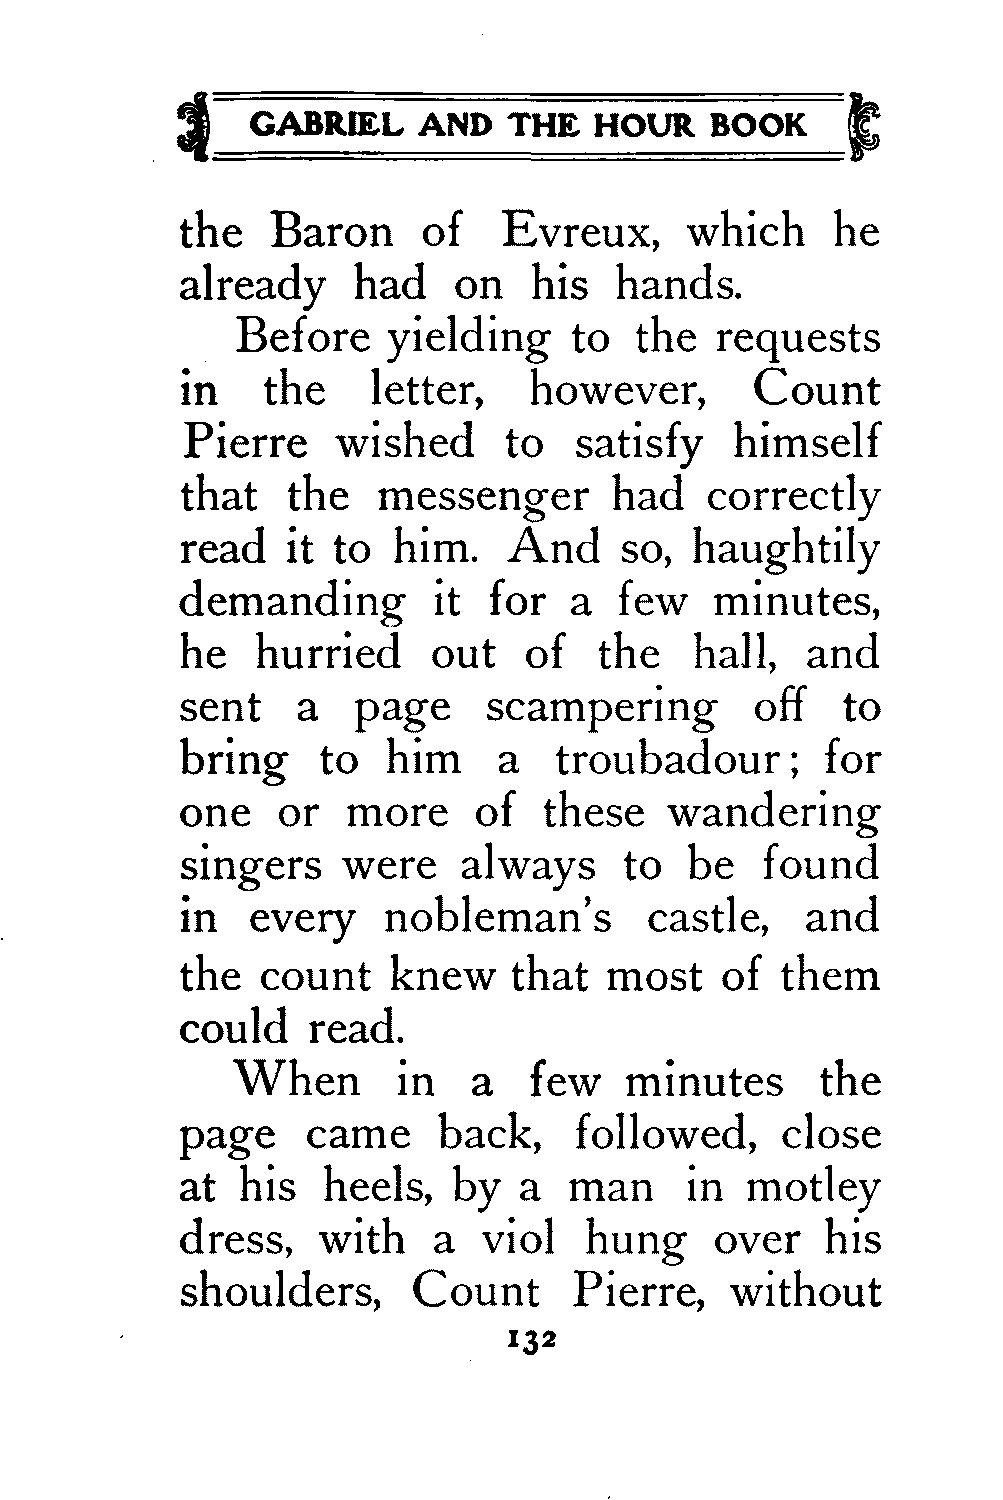 GABRIEL AND THE HOUR BOOK
the Baron of Evreux, which he
already had on his hands.
Before yielding to the requests
in the letter, however, Count
Pierre wished to satisfy himself
that the messenger had correctly
read it to him. And so, haughtily
demanding it for a few minutes,
he hurried out of the hall, and
sent a page scampering off to
bring to him a troubadour; for
one or more of these wandering
singers were always to be found
in every nobleman's castle, and
the count knew that most of them
could read.
When in a few minutes the
page came back, followed, close
at his heels, by a man in motley
dress, with a viol hung over his
shoulders, Count Pierre, without
132